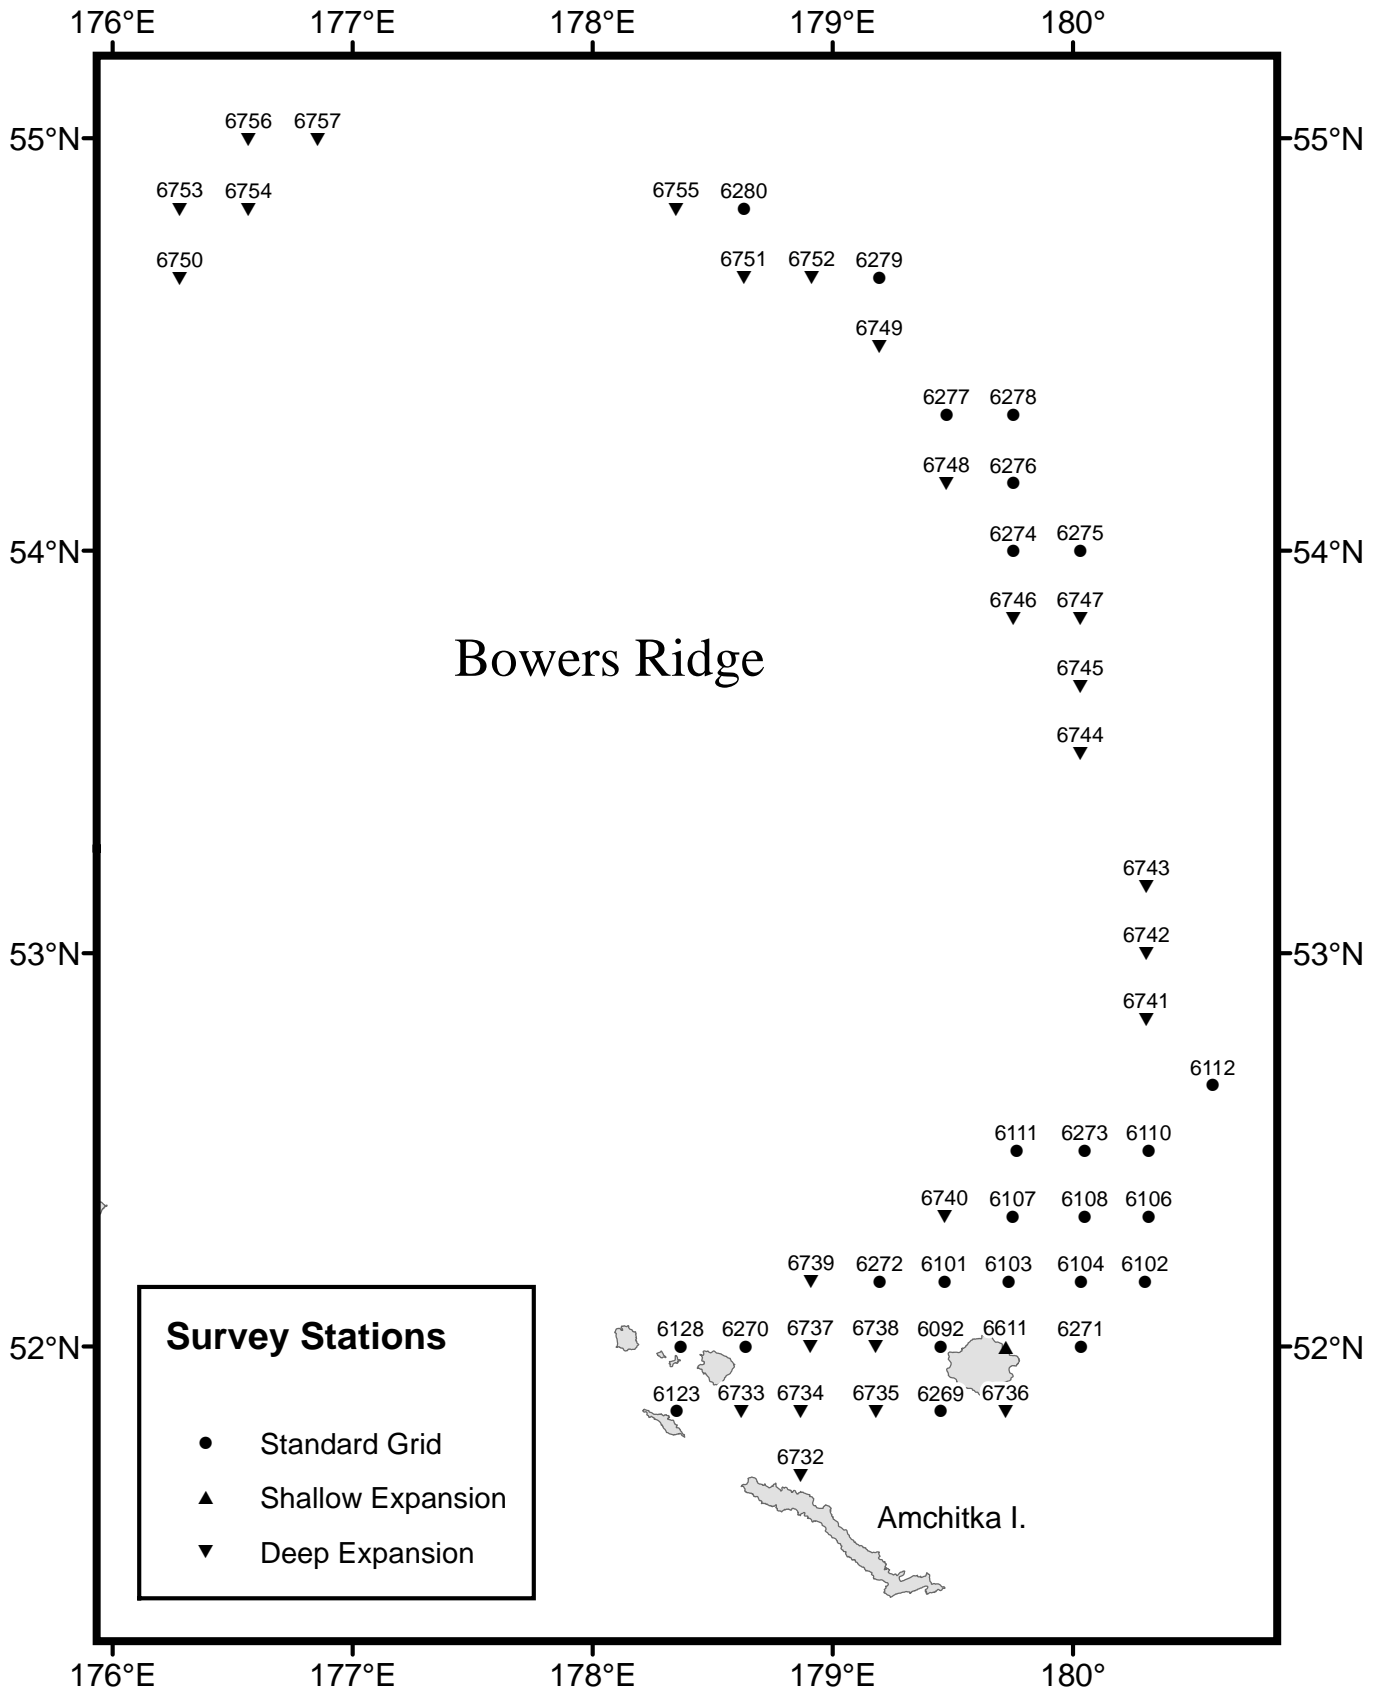 176°E 177°E 178°E 179°E 180°
6756 6757
55°N 55°N
6753 6754 6755 6280
6750 6751 6752 6279
6749
6277 6278
6748 6276
6274 6275
54°N 54°N
6746 6747
Bowers Ridge
6745
6744
6743
6742
53°N 53°N
6741
6112
6111 6273 6110
6740 6107 6108 6106
6739 6272 6101 6103 6104 6102
6128 6270 6737 6738 6092 6611 6271
52°N 52°N
6123 6733 6734 6735 6269 6736
6732
Amchitka I.
Survey Stations
Standard Grid
Shallow Expansion
Deep Expansion
176°E 177°E 178°E 179°E 180°